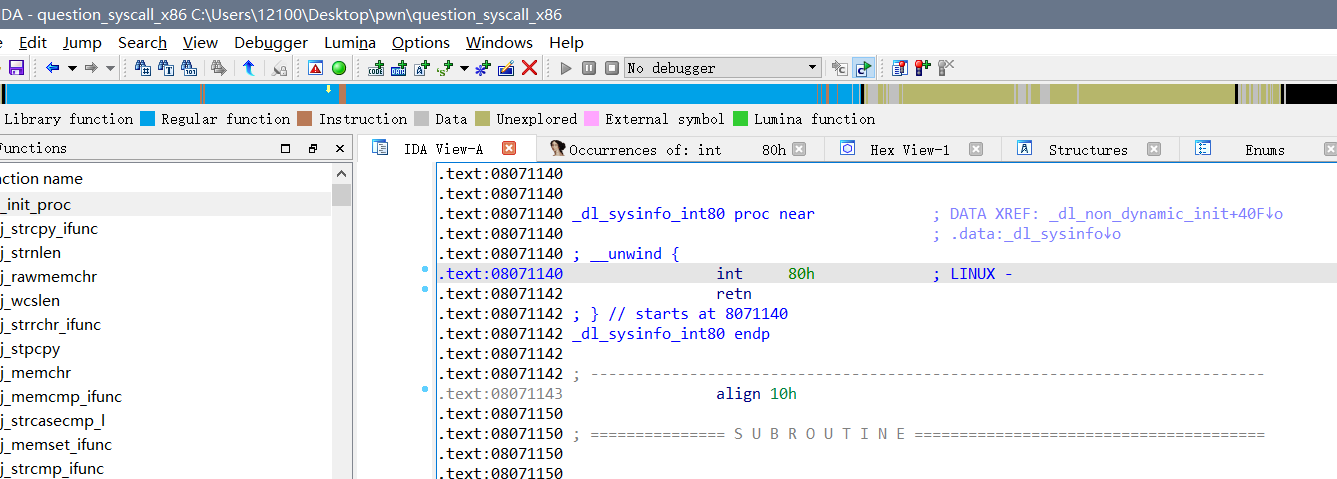 IDA - question_syscall_x86 C:\Users\12100\Desktop\pwn\question_syscall_x86
Edit Jump Search View Debugger Lumina Options Windows Help
No debugger
Library function Regular function Instruction Data Unexplored External symbol Lumina function
Functions
IDA View-A Occurrences of: int 80h Hex View-1 Structures Enums
ction name
_init_proc
j_strcpy_ifunc
j_strnlen
j_rawmemchr
j_wcslen
j_strrchr_ifunc
j_stpcpy
j_memchr
j_memcmp_ifunc
j_strcasecmp_l
j_memset_ifunc
j_strcmp_ifunc
.text:08071140
.text:08071140
.text:08071140 _dl_sysinfo_int80 proc near ; DATA XREF: _dl_non_dynamic_init+40F↓o
.text:08071140 ; .data:_dl_sysinfo↓o
.text:08071140 ; __unwind {
.text:08071140 int 80h ; LINUX -
.text:08071142 retn
.text:08071142 ; } // starts at 8071140
.text:08071142 _dl_sysinfo_int80 endp
.text:08071142
.text:08071142 ; ---------------------------------------------------------------------------
.text:08071143 align 10h
.text:08071150
.text:08071150 ; =============== S U B R O U T I N E =======================================
.text:08071150
.text:08071150